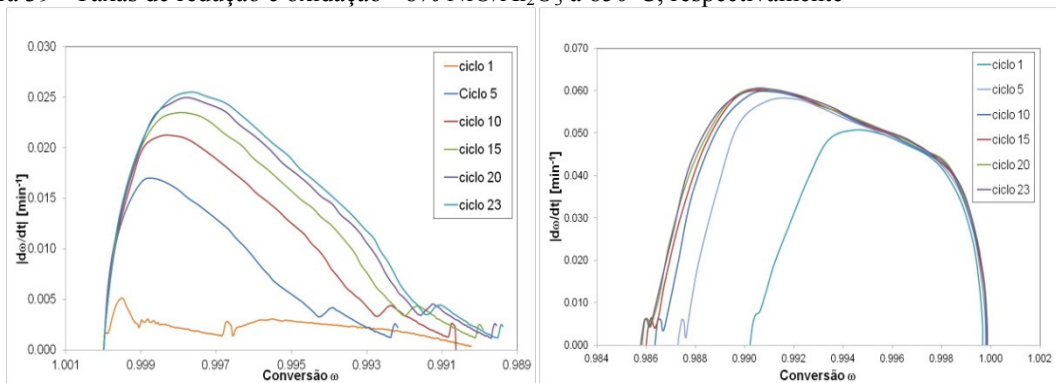 Taxas de redução e oxidação
NiO/Al₂O₃ a
C, respectivamente
0.030
0.025
0.020
0.015
0.010
0.005
0.000
|dω/dt| [min⁻¹]
1.001 0.999 0.997 0.995 0.993 0.991 0.989
Conversão ω
ciclo 1
Ciclo 5
ciclo 10
ciclo 15
ciclo 20
ciclo 23
0.070
0.060
0.050
0.040
0.030
0.020
0.010
0.000
|dω/dt| [min⁻¹]
0.984 0.986 0.988 0.990 0.992 0.994 0.996 0.998 1.000 1.002
Conversão ω
ciclo 1
ciclo 5
ciclo 10
ciclo 15
ciclo 20
ciclo 23